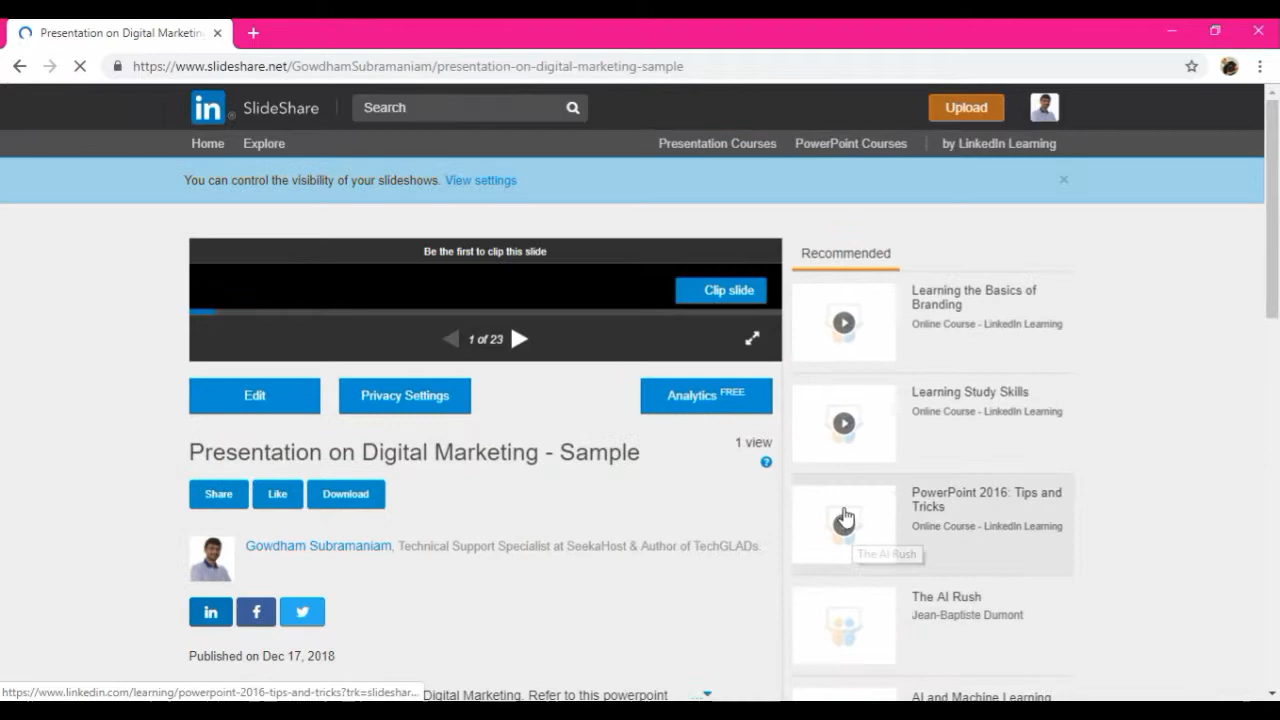 Presentation on Digital Marketin
https://www.slideshare.net/GowdhamSubramaniam/presentation-on-digital-marketing-sample
in SlideShare
Search
Upload
Home
Explore
Presentation Courses
PowerPoint Courses
by LinkedIn Learning
You can control the visibility of your slideshows. View settings
Be the first to clip this slide
Clip slide
1 of 23
Edit
Privacy Settings
Analytics FREE
Presentation on Digital Marketing - Sample
1 view
?
Share
Like
Download
Gowdham Subramaniam, Technical Support Specialist at SeekaHost & Author of TechGLADs.
in
f
Published on Dec 17, 2018
Digital Marketing. Refer to this powerpoint
...
Recommended
Learning the Basics of
Branding
Online Course - LinkedIn Learning
Learning Study Skills
Online Course - LinkedIn Learning
PowerPoint 2016: Tips and
Tricks
Online Course - LinkedIn Learning
The AI Rush
The AI Rush
Jean-Baptiste Dumont
AI and Machine Learning
https://www.linkedin.com/learning/powerpoint-2016-tips-and-tricks?trk=slideshar...